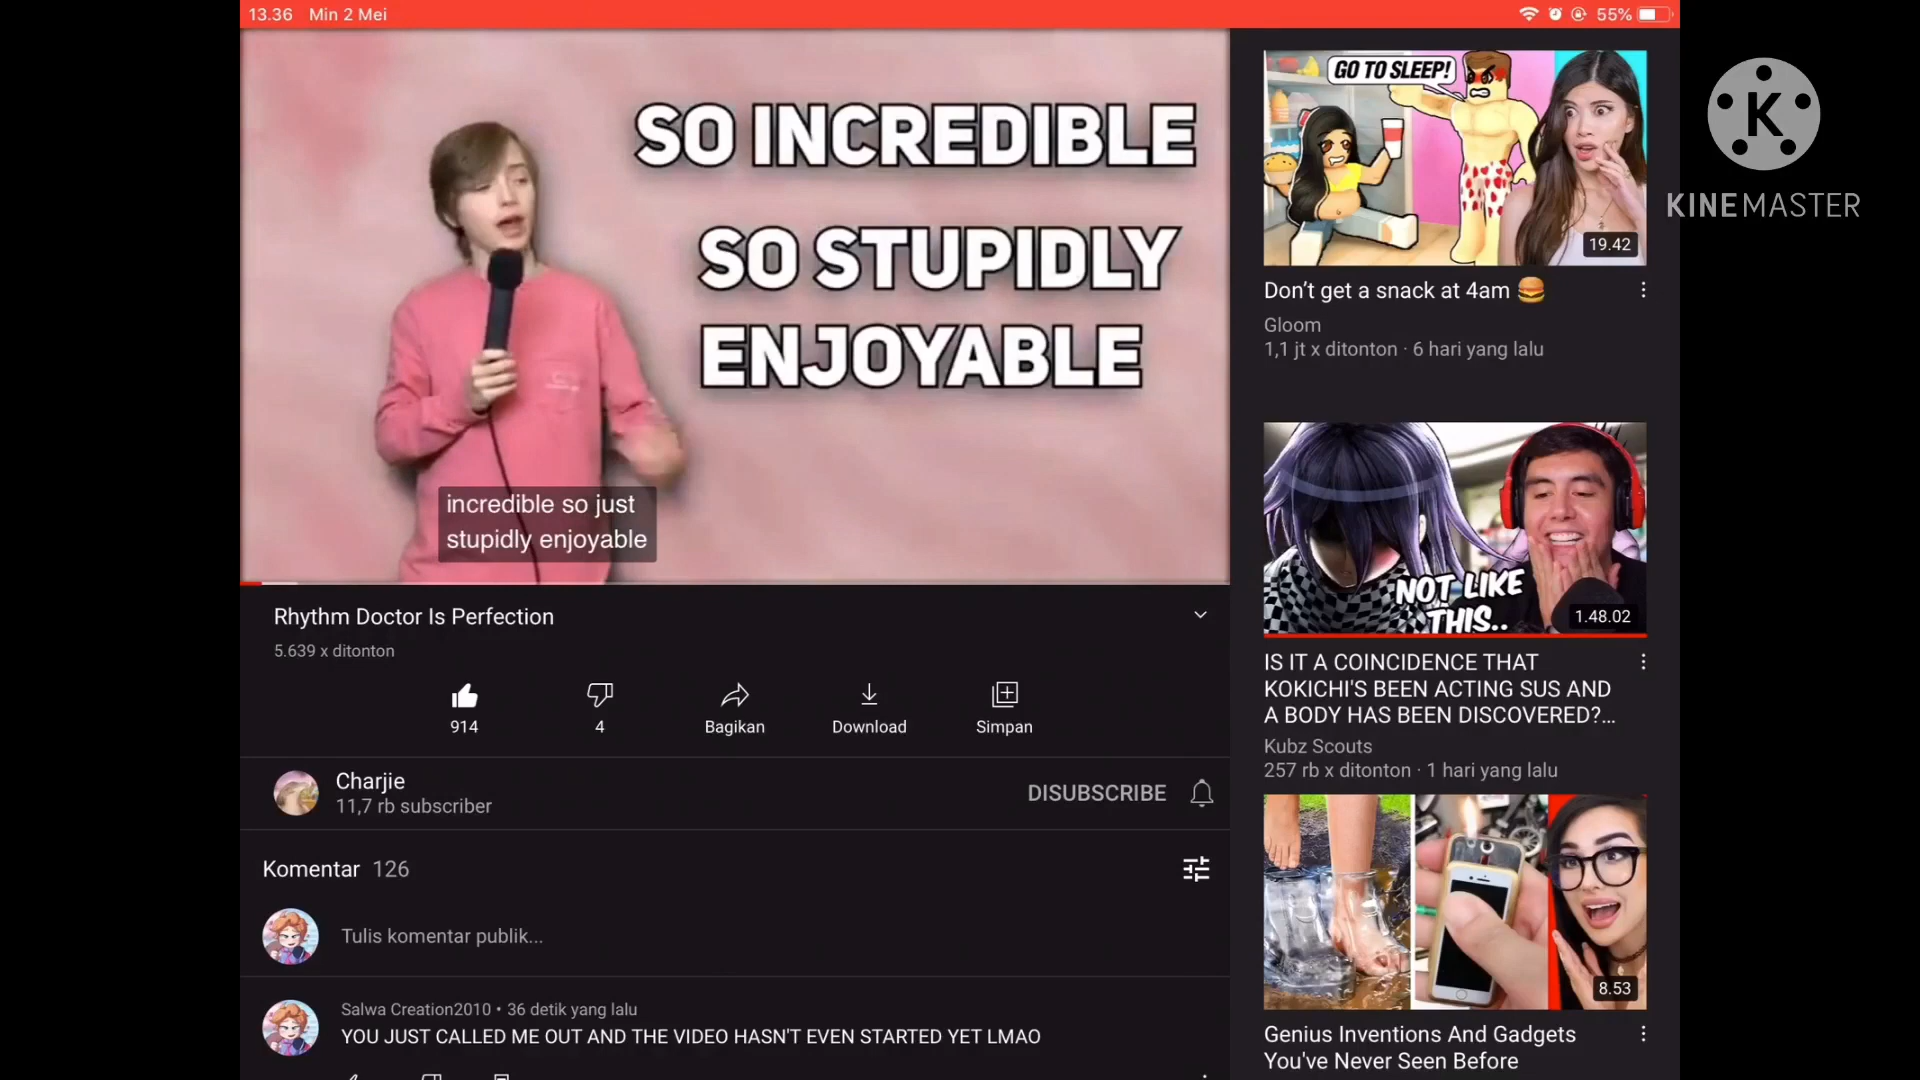 13.36 Min 2 Mei
55%
SO INCREDIBLE
SO STUPIDLY
ENJOYABLE
incredible so just
stupidly enjoyable
Rhythm Doctor Is Perfection
5.639 x ditonton
914
4
Bagikan
Download
Simpan
Charjie
11,7 rb subscriber
DISUBSCRIBE
Komentar 126
Tulis komentar publik...
Salwa Creation2010 • 36 detik yang lalu
YOU JUST CALLED ME OUT AND THE VIDEO HASN'T EVEN STARTED YET LMAO
GO TO SLEEP!
19.42
Don’t get a snack at 4am 🍔
Gloom
1,1 jt x ditonton · 6 hari yang lalu
NOT LIKE
THIS..
1.48.02
IS IT A COINCIDENCE THAT
KOKICHI'S BEEN ACTING SUS AND
A BODY HAS BEEN DISCOVERED?...
Kubz Scouts
257 rb x ditonton · 1 hari yang lalu
8.53
Genius Inventions And Gadgets
You've Never Seen Before
K
KINEMASTER